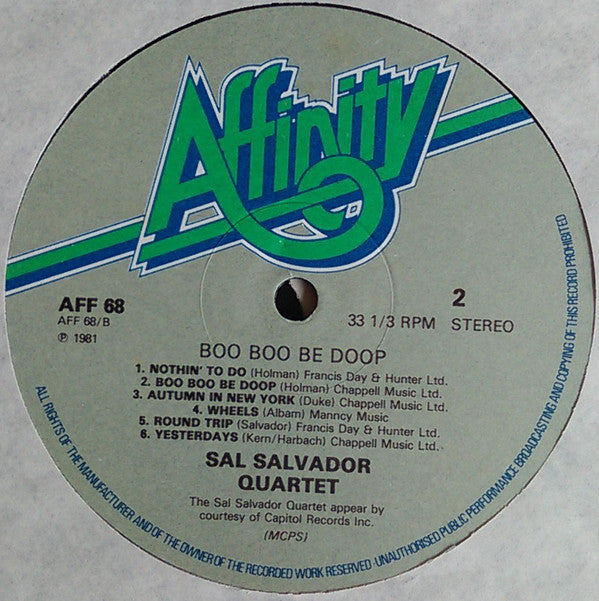 Affinity
AFF 68
AFF 68/B
℗ 1981
33 1/3 RPM
2
STEREO
BOO BOO BE DOOP
1. NOTHIN' TO DO (Holman) Francis Day & Hunter Ltd.
2. BOO BOO BE DOOP (Holman) Chappell Music Ltd.
3. AUTUMN IN NEW YORK (Duke) Chappell Music Ltd.
4. WHEELS (Albam) Manncy Music
5. ROUND TRIP (Salvador) Francis Day & Hunter Ltd.
6. YESTERDAYS (Kern/Harbach) Chappell Music Ltd.
SAL SALVADOR
QUARTET
The Sal Salvador Quartet appear by
courtesy of Capitol Records Inc.
(MCPS)
ALL RIGHTS OF THE MANUFACTURER AND OF THE OWNER OF THE RECORDED WORK RESERVED · UNAUTHORISED PUBLIC PERFORMANCE BROADCASTING AND COPYING OF THIS RECORD PROHIBITED